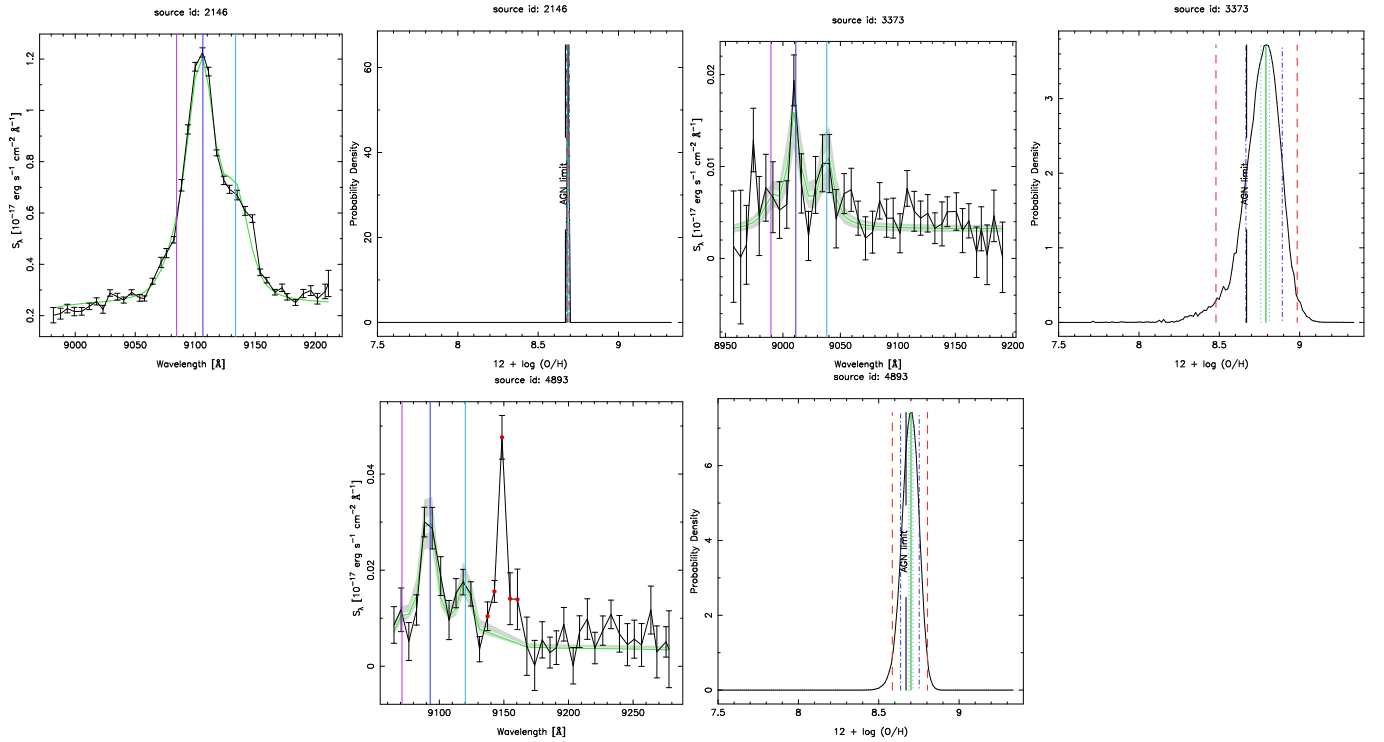 source id: 2146
S_λ [10⁻¹⁷ erg s⁻¹ cm⁻² Å⁻¹]
1.2
1
0.8
0.6
0.4
0.2
9000 9050 9100 9150 9200
Wavelength [Å]
source id: 2146
Probability Density
60
50
40
30
20
10
0
AGN limit
7.5 8 8.5 9
12 + log (O/H)
source id: 3373
S_λ [10⁻¹⁷ erg s⁻¹ cm⁻² Å⁻¹]
0.02
0.01
0
8950 9000 9050 9100 9150 9200
Wavelength [Å]
source id: 3373
Probability Density
3
2
1
0
AGN limit
7.5 8 8.5 9
12 + log (O/H)
source id: 4893
S_λ [10⁻¹⁷ erg s⁻¹ cm⁻² Å⁻¹]
0.04
0.02
0
9100 9150 9200 9250
Wavelength [Å]
source id: 4893
Probability Density
6
4
2
0
AGN limit
7.5 8 8.5 9
12 + log (O/H)